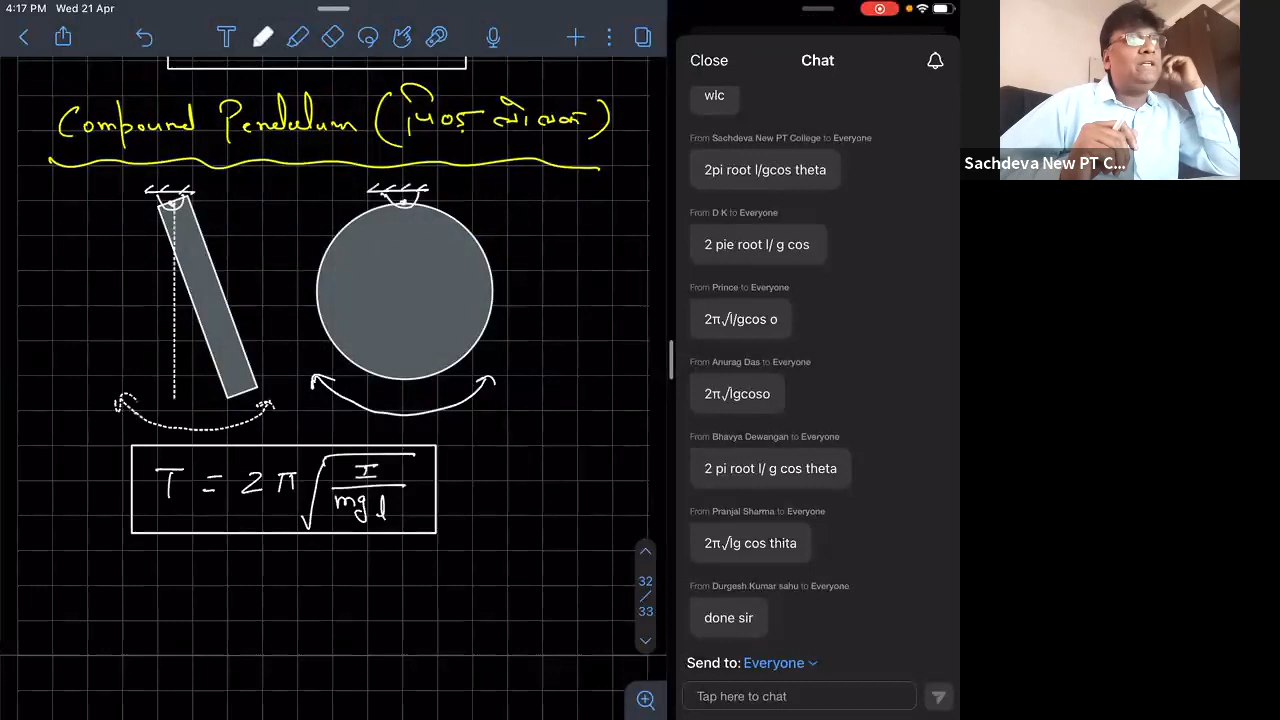 4:17 PM Wed 21 Apr
Compound Pendulum (पिण्ड लोलक)
T = 2π √(I / mgl)
32
/
33
Close
Chat
wlc
From Sachdeva New PT College to Everyone
2pi root l/gcos theta
From D K to Everyone
2 pie root l/ g cos
From Prince to Everyone
2π√/l/gcos o
From Anurag Das to Everyone
2π√/lgcoso
From Bhavya Dewangan to Everyone
2 pi root l/ g cos theta
From Pranjal Sharma to Everyone
2π√/lg cos thita
From Durgesh Kumar sahu to Everyone
done sir
Send to: Everyone
Tap here to chat
Sachdeva New PT C...